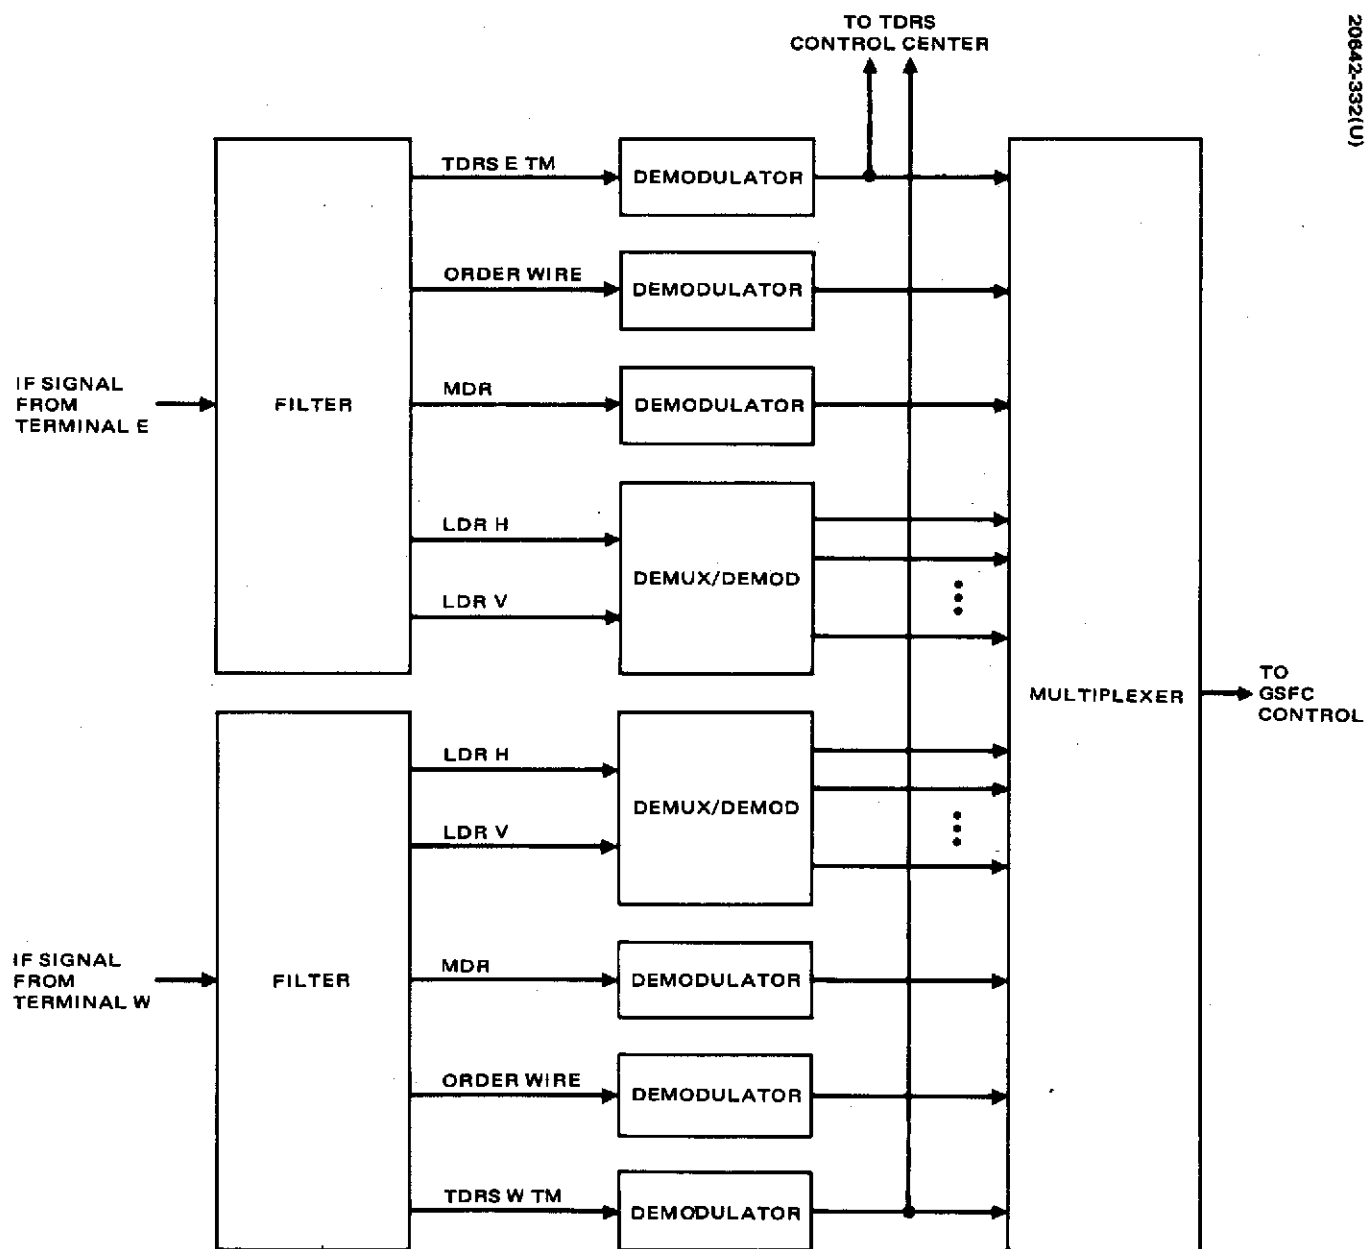 TO TDRS
CONTROL CENTER
20642-332(U)
TDRS E TM
DEMODULATOR
ORDER WIRE
DEMODULATOR
IF SIGNAL
FROM
TERMINAL E
FILTER
MDR
DEMODULATOR
LDR H
DEMUX/DEMOD
LDR V
MULTIPLEXER
TO
GSFC
CONTROL
LDR H
DEMUX/DEMOD
LDR V
IF SIGNAL
FROM
TERMINAL W
FILTER
MDR
DEMODULATOR
ORDER WIRE
DEMODULATOR
TDRS W TM
DEMODULATOR